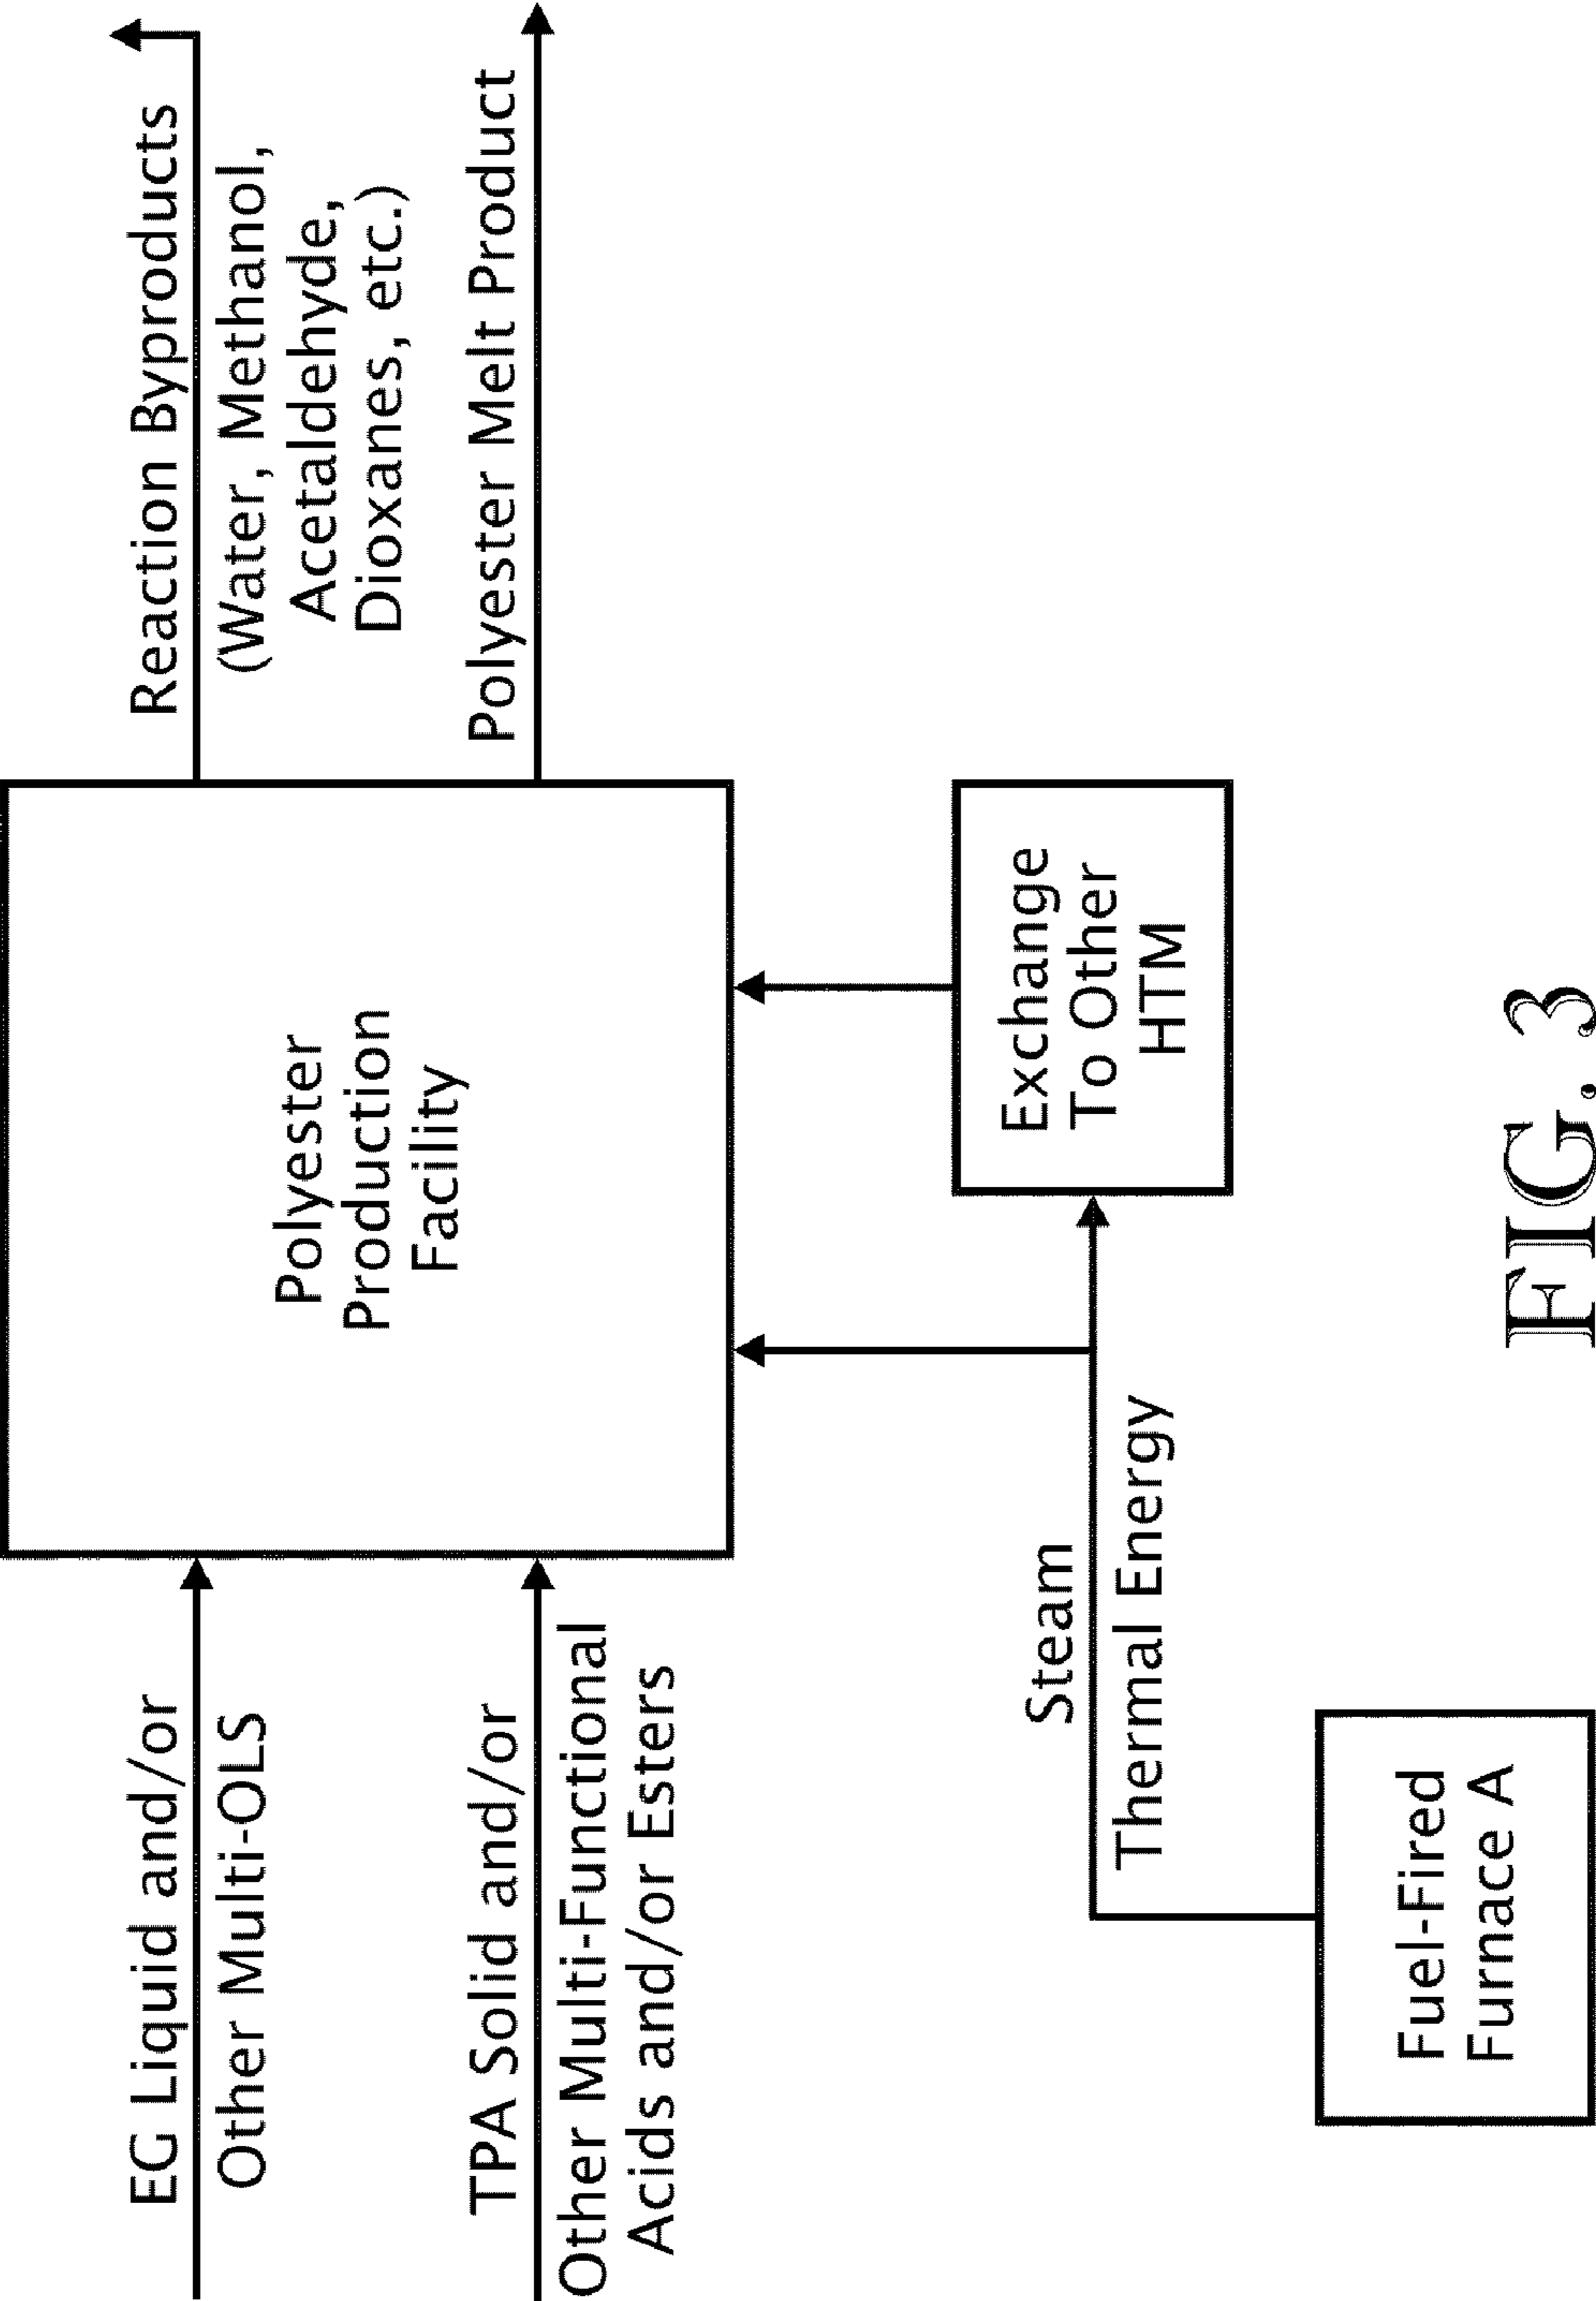 EG Liquid and/or
Other Multi-OLS
TPA Solid and/or
Other Multi-Functional
Acids and/or Esters
Polyester
Production
Facility
Reaction Byproducts
(Water, Methanol,
Acetaldehyde,
Dioxanes, etc.)
Polyester Melt Product
Steam
Thermal Energy
Exchange
To Other
HTM
Fuel-Fired
Furnace A
FIG. 3